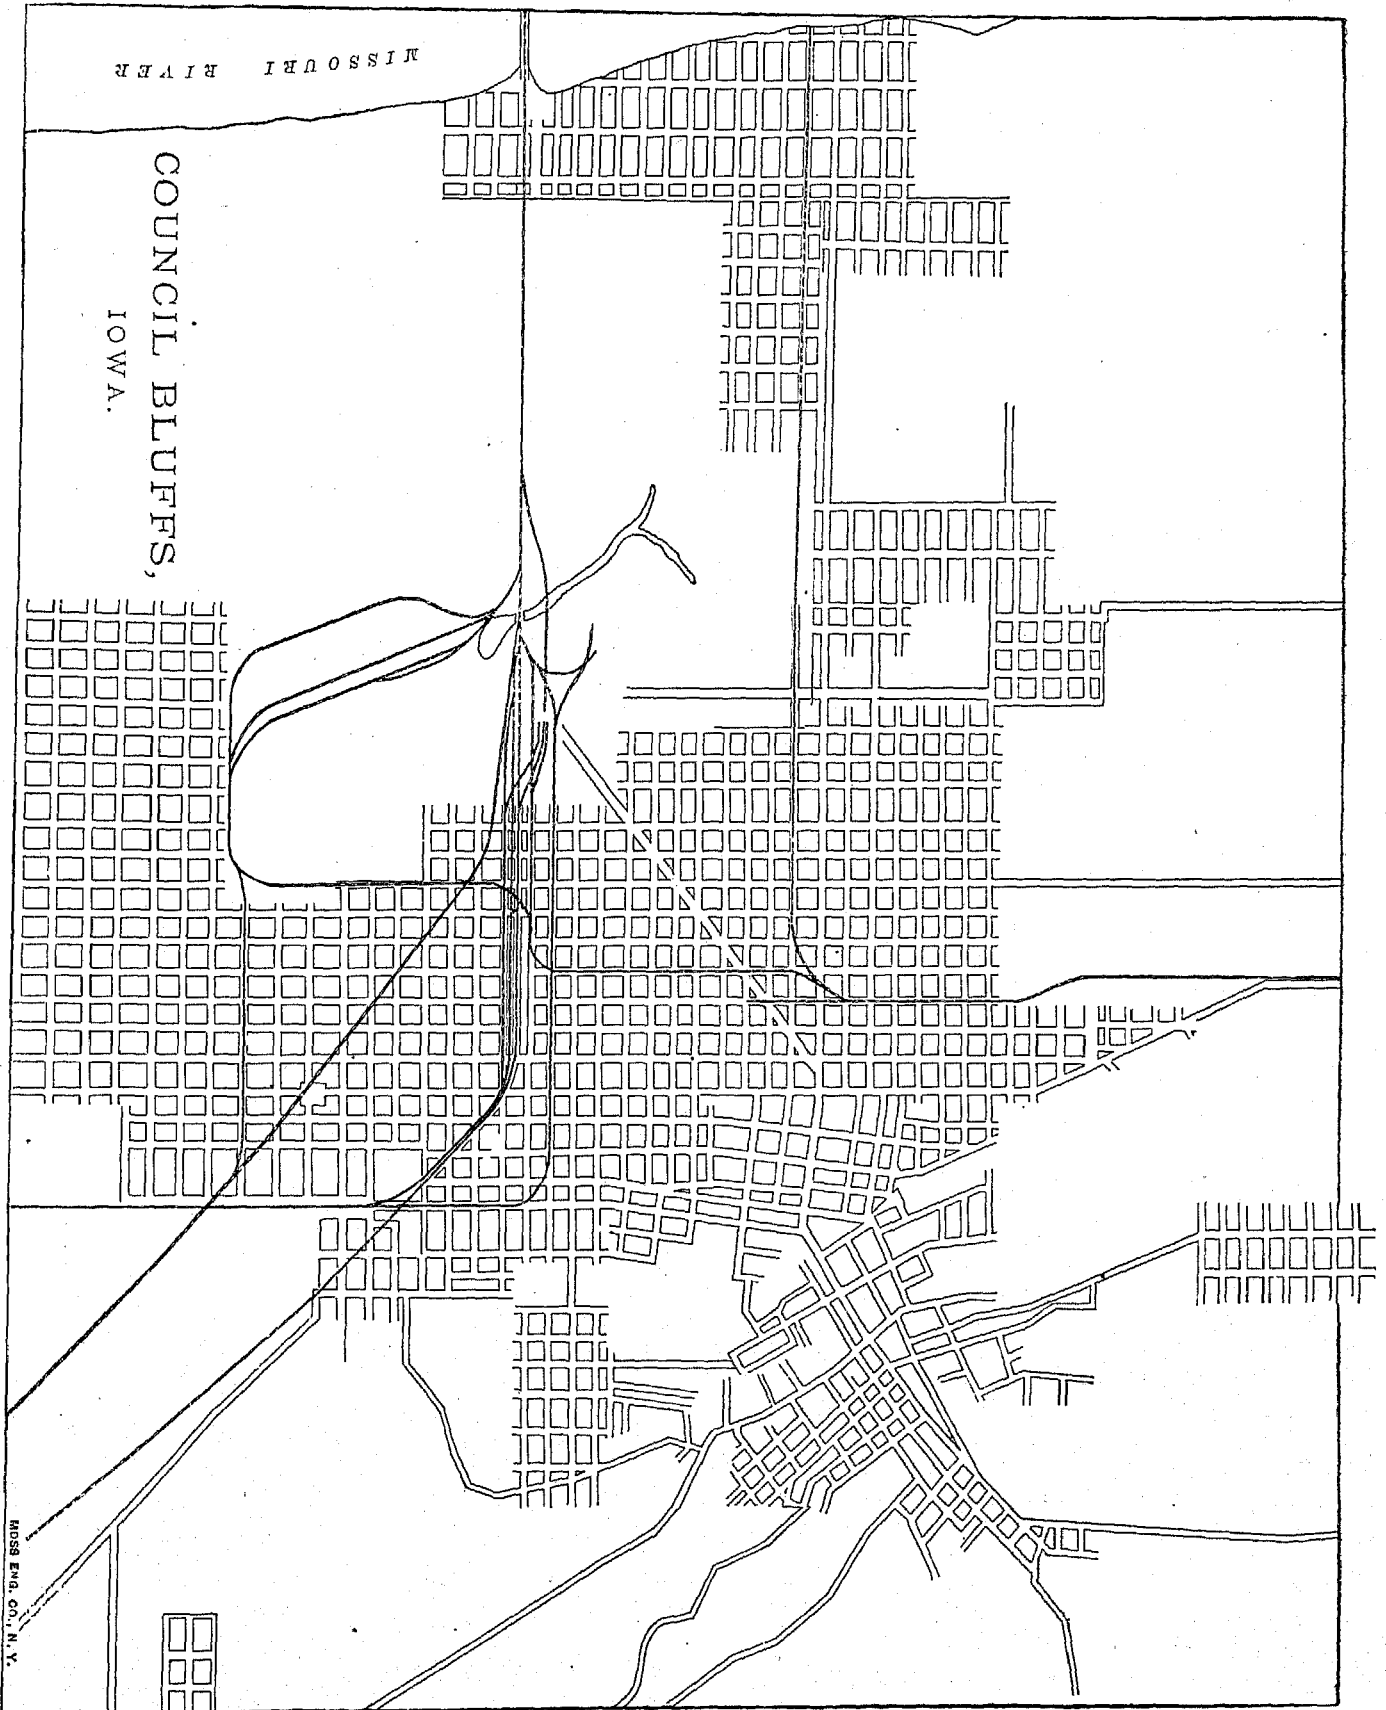 MISSOURI RIVER
COUNCIL BLUFFS,
IOWA.
MOSS ENG. CO., N. Y.